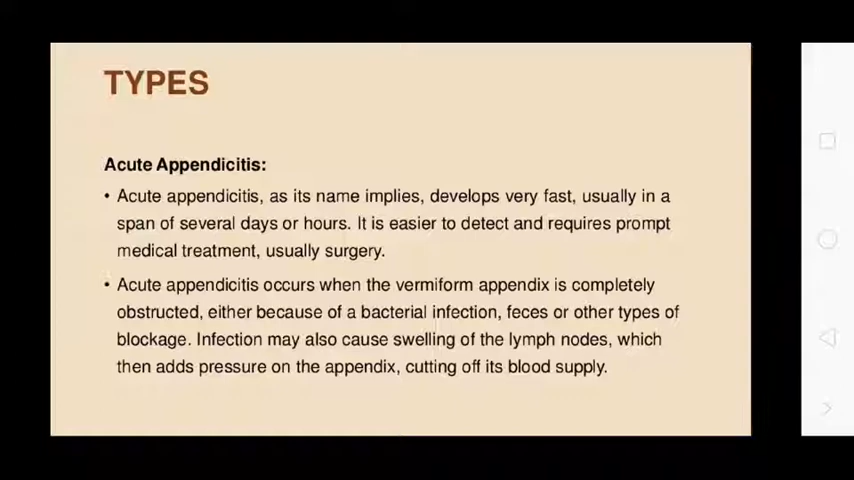 TYPES
Acute Appendicitis:
• Acute appendicitis, as its name implies, develops very fast, usually in a
span of several days or hours. It is easier to detect and requires prompt
medical treatment, usually surgery.
• Acute appendicitis occurs when the vermiform appendix is completely
obstructed, either because of a bacterial infection, feces or other types of
blockage. Infection may also cause swelling of the lymph nodes, which
then adds pressure on the appendix, cutting off its blood supply.